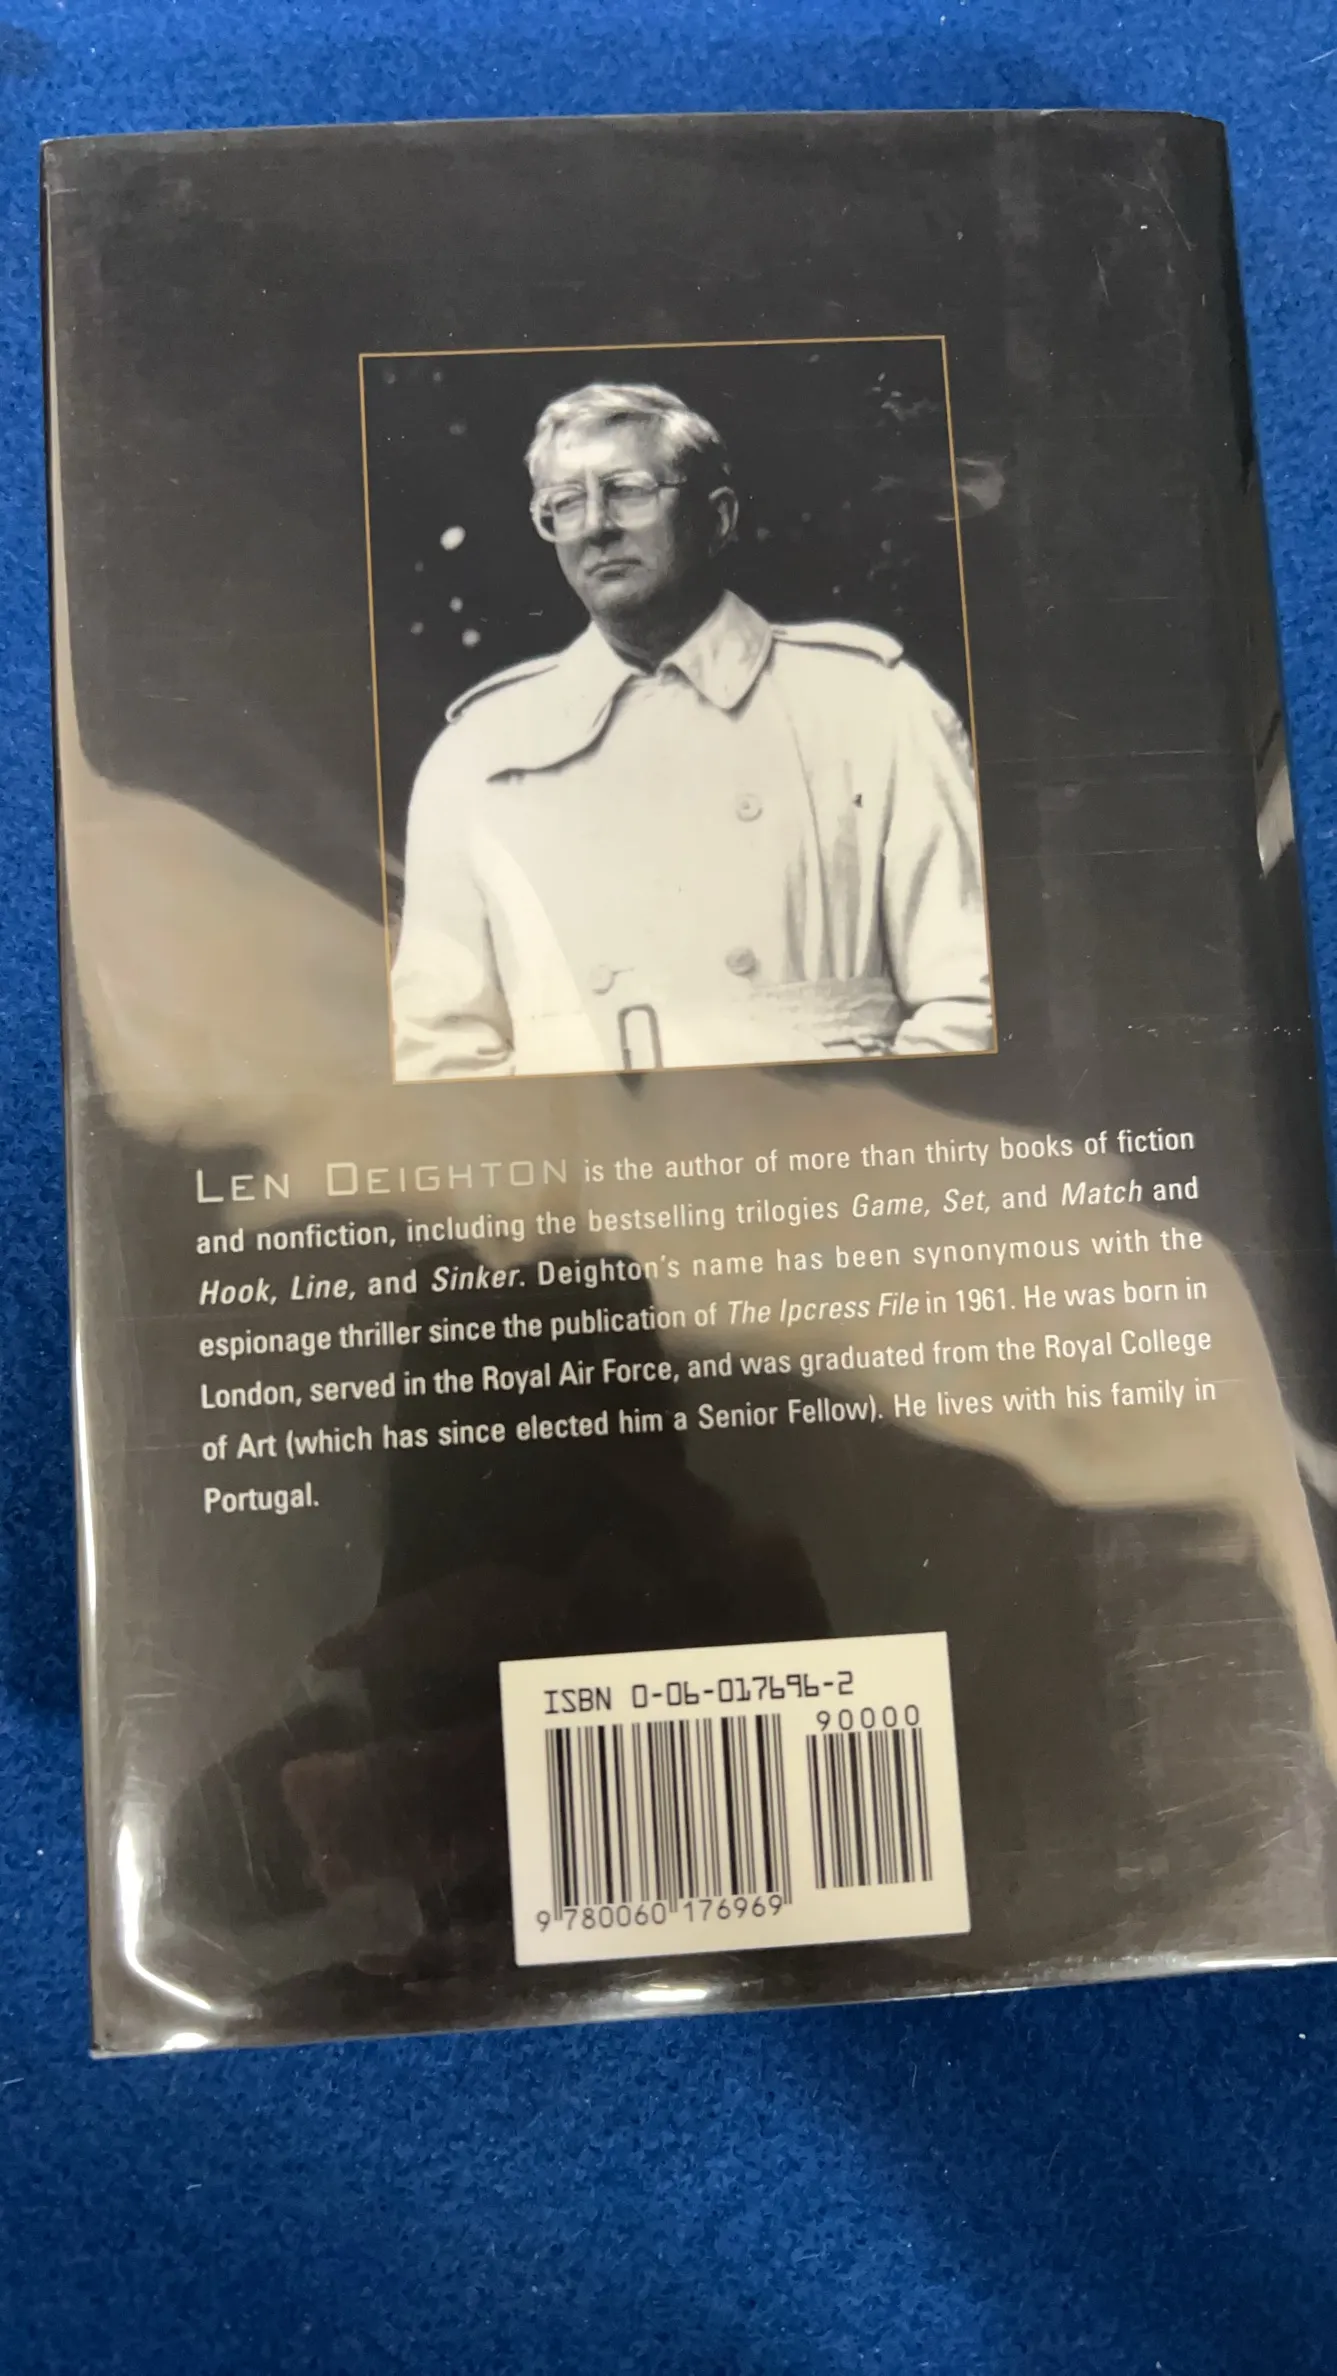 LEN DEIGHTON is the author of more than thirty books of fiction
and nonfiction, including the bestselling trilogies Game, Set, and Match and
Hook, Line, and Sinker. Deighton's name has been synonymous with the
espionage thriller since the publication of The Ipcress File in 1961. He was born in
London, served in the Royal Air Force, and was graduated from the Royal College
of Art (which has since elected him a Senior Fellow). He lives with his family in
Portugal.
ISBN 0-06-017696-2
90000
9 780060 176969